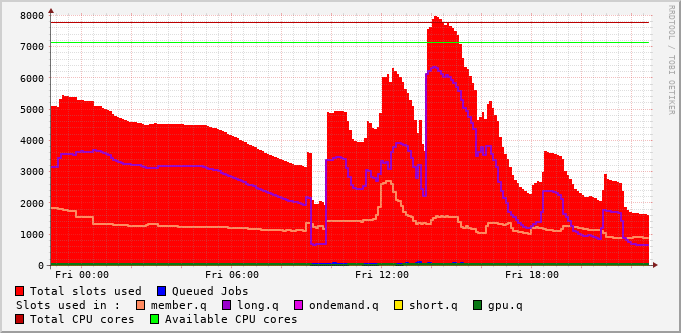 8000
7000
6000
5000
4000
3000
2000
1000
0
Fri 00:00 Fri 06:00 Fri 12:00 Fri 18:00
RRDTOOL / TOBI OETIKER
Total slots used Queued Jobs
Slots used in : member.q long.q ondemand.q short.q gpu.q
Total CPU cores Available CPU cores